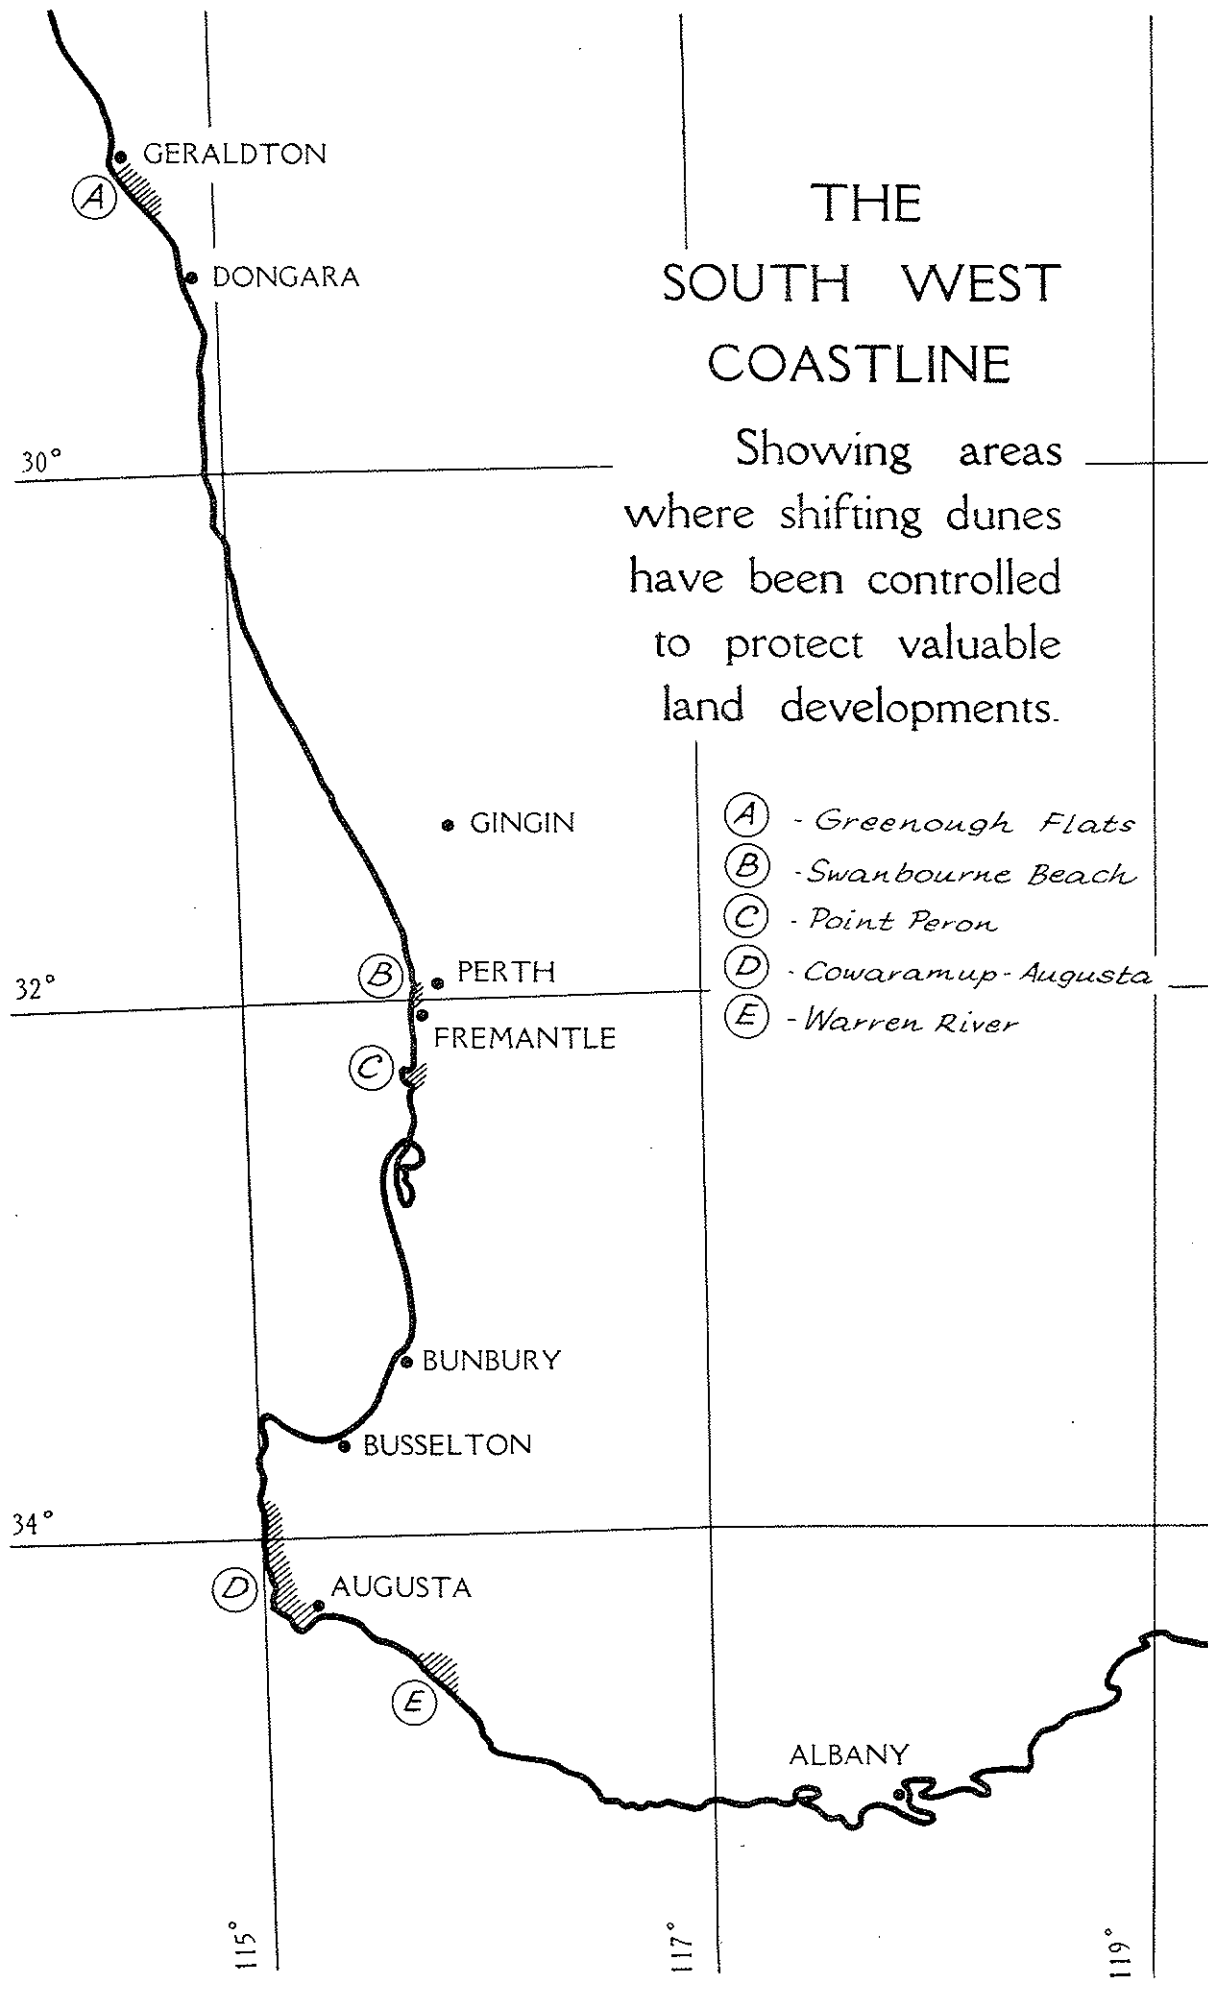 GERALDTON
A
DONGARA
THE
SOUTH WEST
COASTLINE
Showing areas
where shifting dunes
have been controlled
to protect valuable
land developments.
30°
GINGIN
A - Greenough Flats
B - Swanbourne Beach
C - Point Peron
D - Cowaramup-Augusta
E - Warren River
B
PERTH
32°
FREMANTLE
C
BUNBURY
BUSSELTON
34°
D
AUGUSTA
E
ALBANY
115°
117°
119°